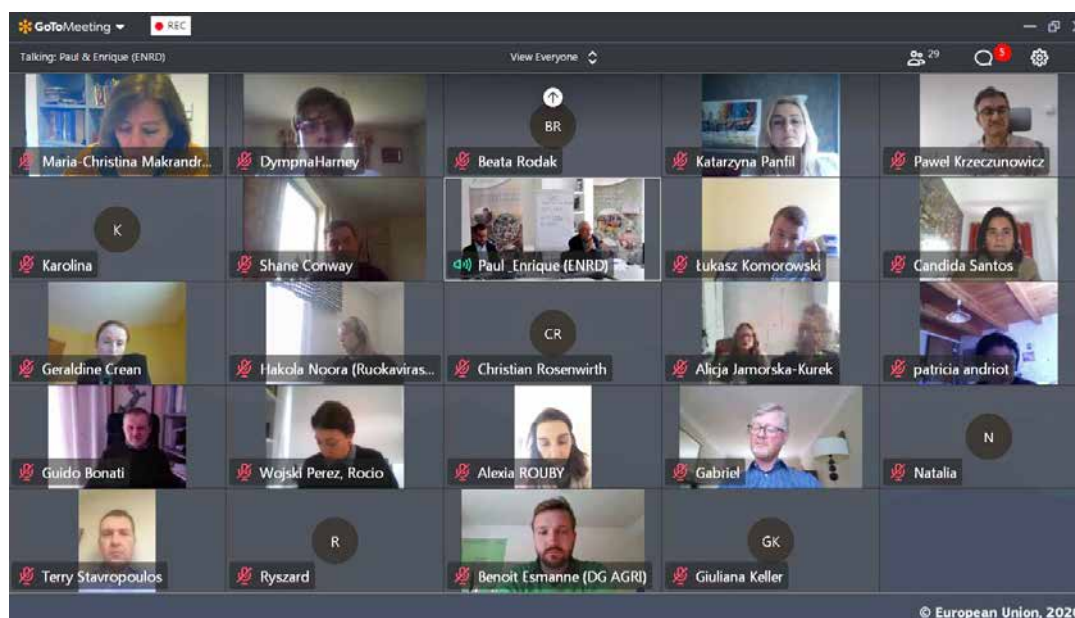 GoToMeeting
REC
Talking: Paul & Enrique (ENRD)
View Everyone
29
5
Maria-Christina Makrandr...
DympnaHarney
BR
Beata Rodak
Katarzyna Panfil
Pawel Krzeczunowicz
K
Karolina
Shane Conway
Paul_Enrique (ENRD)
Łukasz Komorowski
Candida Santos
Geraldine Crean
Hakola Noora (Ruokaviras...
CR
Christian Rosenwirth
Alicja Jamorska-Kurek
patricia andriot
Guido Bonati
Wojski Perez, Rocio
Alexia ROUBY
Gabriel
N
Natalia
Terry Stavropoulos
R
Ryszard
Benoit Esmanne (DG AGRI)
GK
Giuliana Keller
© European Union, 2020